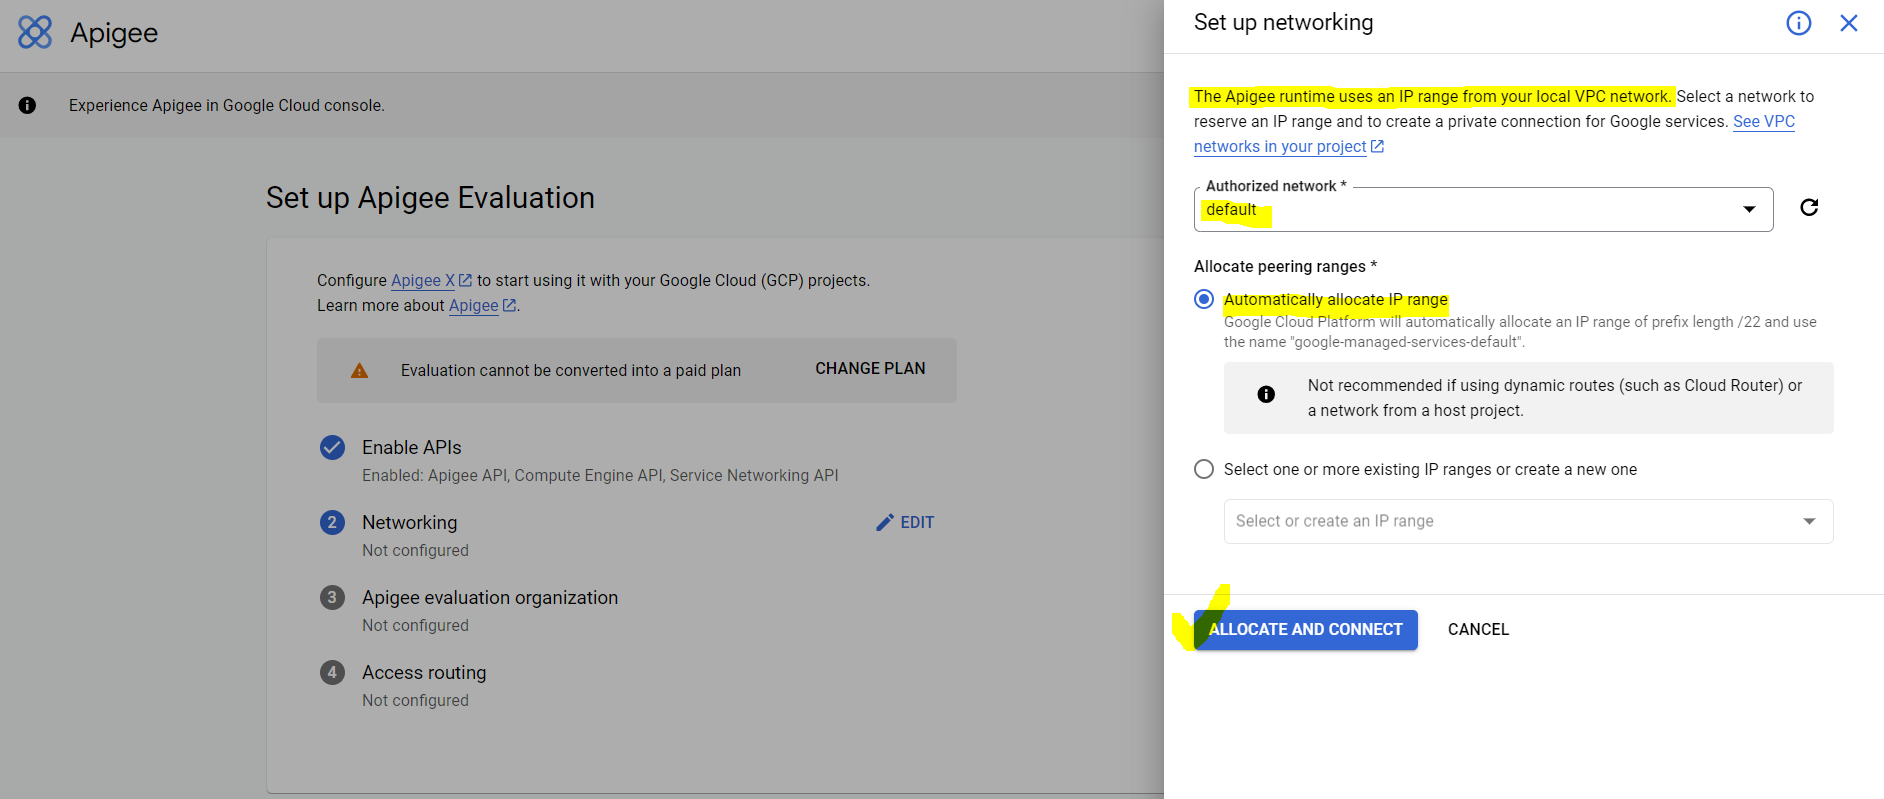 Apigee
Experience Apigee in Google Cloud console.
Set up Apigee Evaluation
Configure Apigee X to start using it with your Google Cloud (GCP) projects.
Learn more about Apigee.
Evaluation cannot be converted into a paid plan
CHANGE PLAN
Enable APIs
Enabled: Apigee API, Compute Engine API, Service Networking API
2 Networking
EDIT
Not configured
3 Apigee evaluation organization
Not configured
4 Access routing
Not configured
Set up networking
The Apigee runtime uses an IP range from your local VPC network. Select a network to
reserve an IP range and to create a private connection for Google services. See VPC
networks in your project
Authorized network *
default
Allocate peering ranges *
Automatically allocate IP range
Google Cloud Platform will automatically allocate an IP range of prefix length /22 and use
the name "google-managed-services-default".
Not recommended if using dynamic routes (such as Cloud Router) or
a network from a host project.
Select one or more existing IP ranges or create a new one
Select or create an IP range
ALLOCATE AND CONNECT
CANCEL